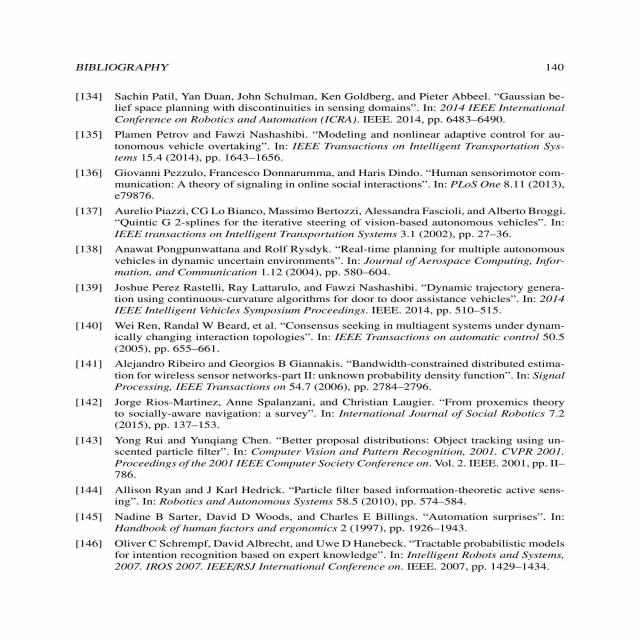 BIBLIOGRAPHY 140
[134] Sachin Patil, Yan Duan, John Schulman, Ken Goldberg, and Pieter Abbeel. “Gaussian be-
lief space planning with discontinuities in sensing domains”. In: 2014 IEEE International
Conference on Robotics and Automation (ICRA). IEEE. 2014, pp. 6483–6490.
[135] Plamen Petrov and Fawzi Nashashibi. “Modeling and nonlinear adaptive control for au-
tonomous vehicle overtaking”. In: IEEE Transactions on Intelligent Transportation Sys-
tems 15.4 (2014), pp. 1643–1656.
[136] Giovanni Pezzulo, Francesco Donnarumma, and Haris Dindo. “Human sensorimotor com-
munication: A theory of signaling in online social interactions”. In: PLoS One 8.11 (2013),
e79876.
[137] Aurelio Piazzi, CG Lo Bianco, Massimo Bertozzi, Alessandra Fascioli, and Alberto Broggi.
“Quintic G 2-splines for the iterative steering of vision-based autonomous vehicles”. In:
IEEE transactions on Intelligent Transportation Systems 3.1 (2002), pp. 27–36.
[138] Anawat Pongpunwattana and Rolf Rysdyk. “Real-time planning for multiple autonomous
vehicles in dynamic uncertain environments”. In: Journal of Aerospace Computing, Infor-
mation, and Communication 1.12 (2004), pp. 580–604.
[139] Joshue Perez Rastelli, Ray Lattarulo, and Fawzi Nashashibi. “Dynamic trajectory genera-
tion using continuous-curvature algorithms for door to door assistance vehicles”. In: 2014
IEEE Intelligent Vehicles Symposium Proceedings. IEEE. 2014, pp. 510–515.
[140] Wei Ren, Randal W Beard, et al. “Consensus seeking in multiagent systems under dynam-
ically changing interaction topologies”. In: IEEE Transactions on automatic control 50.5
(2005), pp. 655–661.
[141] Alejandro Ribeiro and Georgios B Giannakis. “Bandwidth-constrained distributed estima-
tion for wireless sensor networks-part II: unknown probability density function”. In: Signal
Processing, IEEE Transactions on 54.7 (2006), pp. 2784–2796.
[142] Jorge Rios-Martinez, Anne Spalanzani, and Christian Laugier. “From proxemics theory
to socially-aware navigation: a survey”. In: International Journal of Social Robotics 7.2
(2015), pp. 137–153.
[143] Yong Rui and Yunqiang Chen. “Better proposal distributions: Object tracking using un-
scented particle filter”. In: Computer Vision and Pattern Recognition, 2001. CVPR 2001.
Proceedings of the 2001 IEEE Computer Society Conference on. Vol. 2. IEEE. 2001, pp. II–
786.
[144] Allison Ryan and J Karl Hedrick. “Particle filter based information-theoretic active sens-
ing”. In: Robotics and Autonomous Systems 58.5 (2010), pp. 574–584.
[145] Nadine B Sarter, David D Woods, and Charles E Billings. “Automation surprises”. In:
Handbook of human factors and ergonomics 2 (1997), pp. 1926–1943.
[146] Oliver C Schrempf, David Albrecht, and Uwe D Hanebeck. “Tractable probabilistic models
for intention recognition based on expert knowledge”. In: Intelligent Robots and Systems,
2007. IROS 2007. IEEE/RSJ International Conference on. IEEE. 2007, pp. 1429–1434.